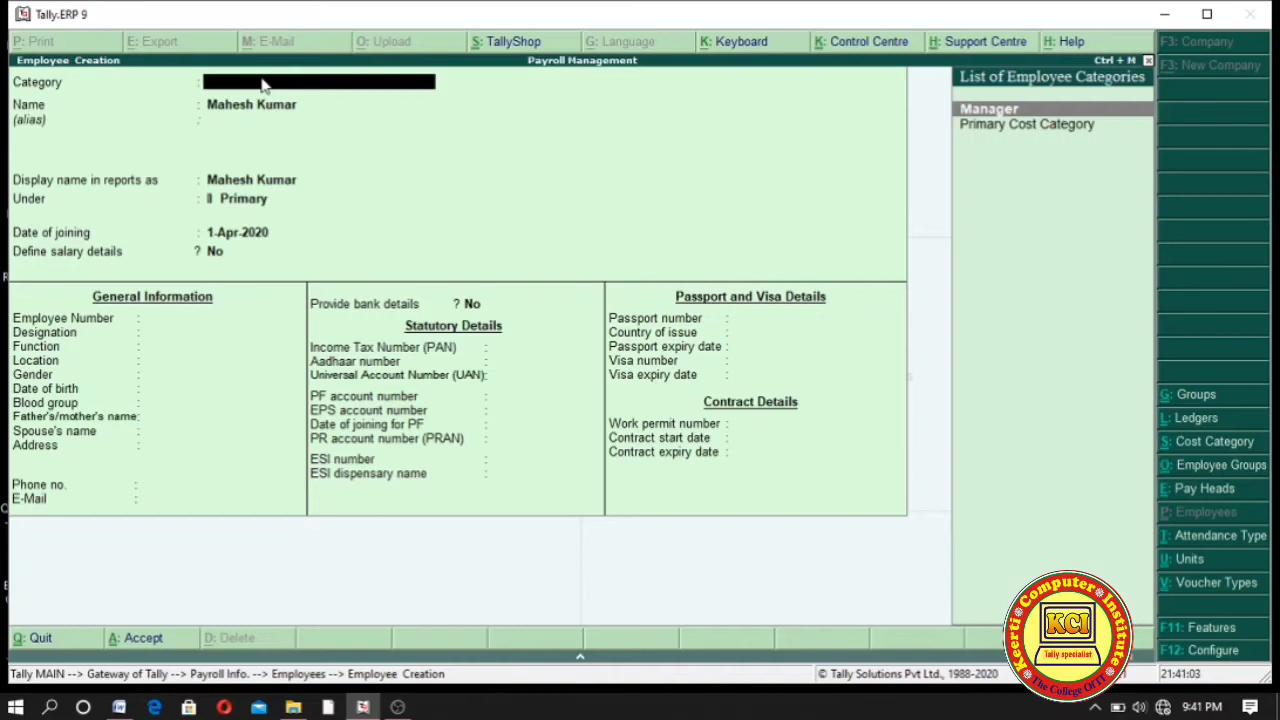 Tally.ERP 9
P: Print E: Export M: E-Mail O: Upload S: TallyShop G: Language K: Keyboard K: Control Centre H: Support Centre H: Help F3: Company
Employee Creation Payroll Management Ctrl + M
F3: New Company
Category :
List of Employee Categories
Name : Mahesh Kumar
Manager
(alias) :
Primary Cost Category
Display name in reports as : Mahesh Kumar
Under : Primary
Date of joining : 1-Apr-2020
Define salary details ? No
General Information
Employee Number :
Designation :
Function :
Location :
Gender :
Date of birth :
Blood group :
Father's/mother's name:
Spouse's name :
Address :
Phone no. :
E-Mail :
Provide bank details ? No
Statutory Details
Income Tax Number (PAN) :
Aadhaar number :
Universal Account Number (UAN):
PF account number :
EPS account number :
Date of joining for PF :
PR account number (PRAN) :
ESI number :
ESI dispensary name :
Passport and Visa Details
Passport number :
Country of issue :
Passport expiry date :
Visa number :
Visa expiry date :
Contract Details
Work permit number :
Contract start date :
Contract expiry date :
G: Groups
L: Ledgers
S: Cost Category
O: Employee Groups
E: Pay Heads
P: Employees
T: Attendance Type
U: Units
V: Voucher Types
F11: Features
F12: Configure
Q: Quit A: Accept D: Delete
Keerti Computer Institute
KCI
Tally specialist
The College Of IT
Tally MAIN --> Gateway of Tally --> Payroll Info. --> Employees --> Employee Creation © Tally Solutions Pvt Ltd., 1988-2020 21:41:03
9:41 PM